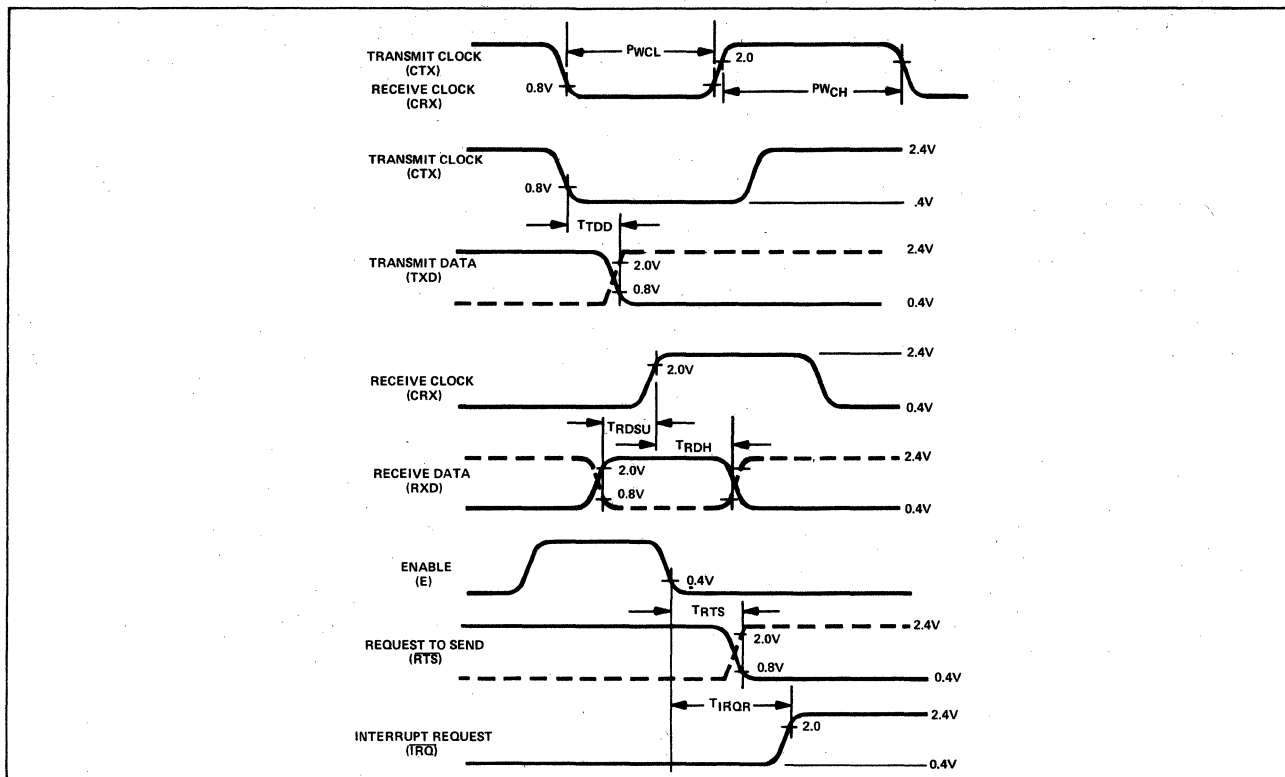 TRANSMIT CLOCK
(CTX)
RECEIVE CLOCK
(CRX)
0.8V
PWCL
2.0
PWCH
TRANSMIT CLOCK
(CTX)
0.8V
2.4V
.4V
TTDD
TRANSMIT DATA
(TXD)
2.4V
2.0V
0.8V
0.4V
RECEIVE CLOCK
(CRX)
2.4V
2.0V
0.4V
TRDSU
TRDH
RECEIVE DATA
(RXD)
2.4V
2.0V
0.8V
0.4V
ENABLE
(E)
0.4V
TRTS
REQUEST TO SEND
(RTS)
2.4V
2.0V
0.8V
0.4V
TIRQR
INTERRUPT REQUEST
(IRQ)
2.4V
2.0
0.4V